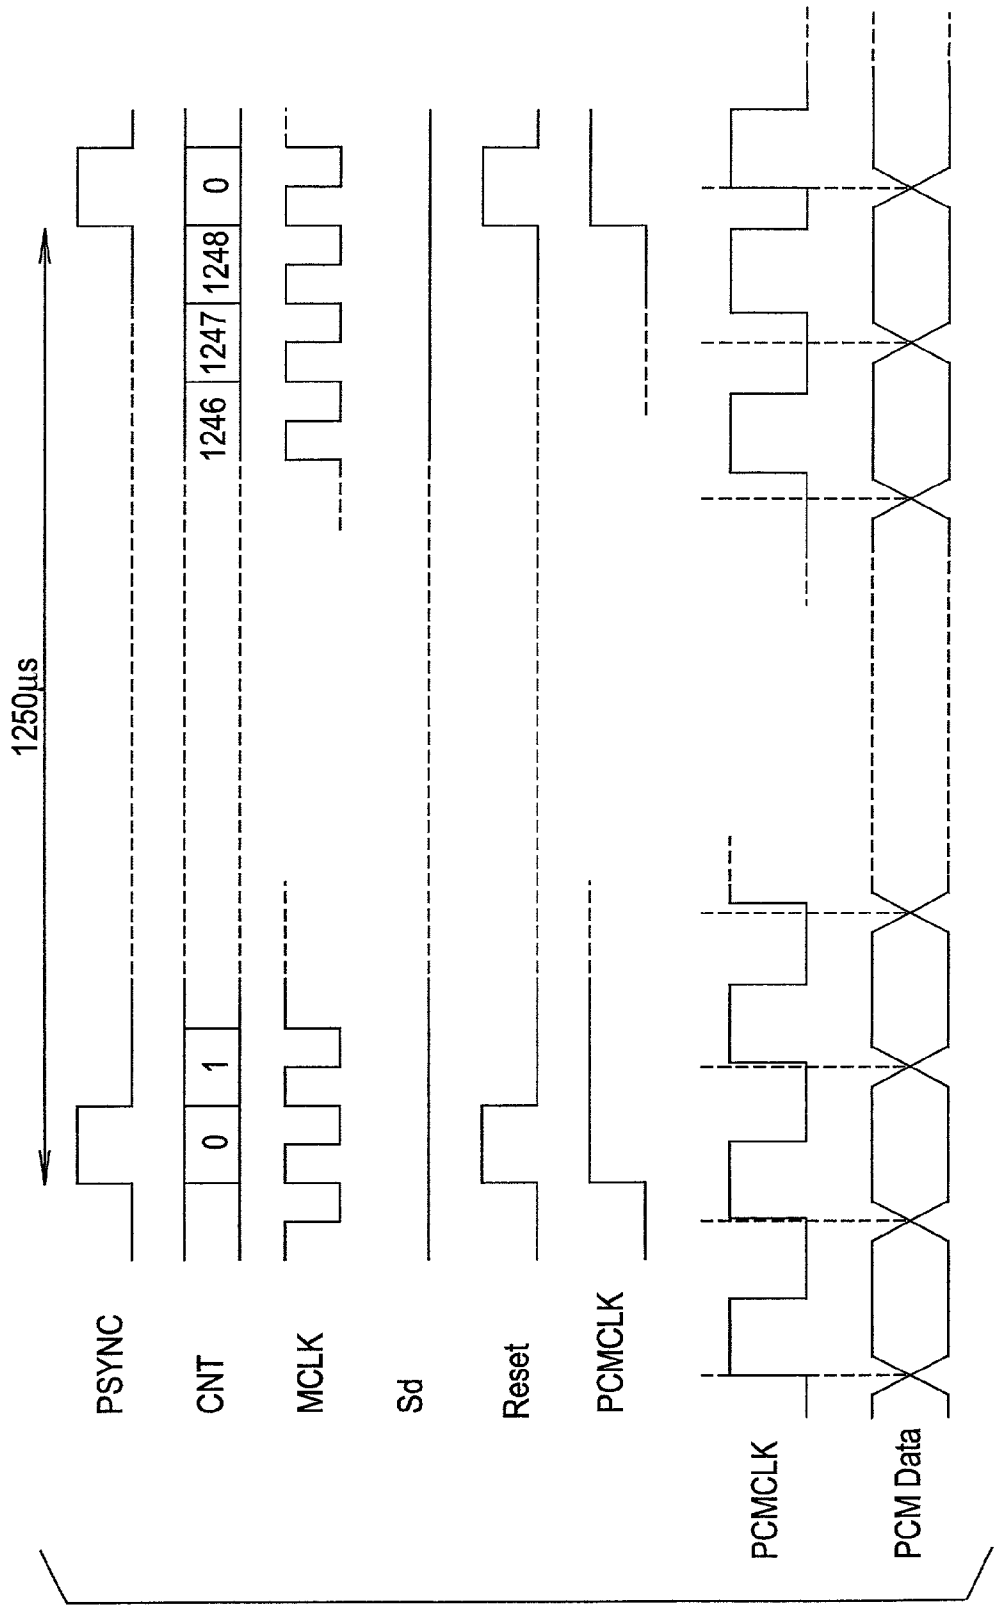 1250µs
PSYNC
CNT 0 1 1246 1247 1248 0
MCLK
Sd
Reset
PCMCLK
PCMCLK
PCM Data